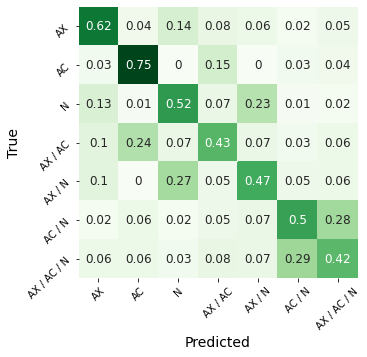 True
AX 0.62 0.04 0.14 0.08 0.06 0.02 0.05
AC 0.03 0.75 0 0.15 0 0.03 0.04
N 0.13 0.01 0.52 0.07 0.23 0.01 0.02
AX / AC 0.1 0.24 0.07 0.43 0.07 0.03 0.06
AX / N 0.1 0 0.27 0.05 0.47 0.05 0.06
AC / N 0.02 0.06 0.02 0.05 0.07 0.5 0.28
AX / AC / N 0.06 0.06 0.03 0.08 0.07 0.29 0.42
AX AC N AX / AC AX / N AC / N AX / AC / N
Predicted